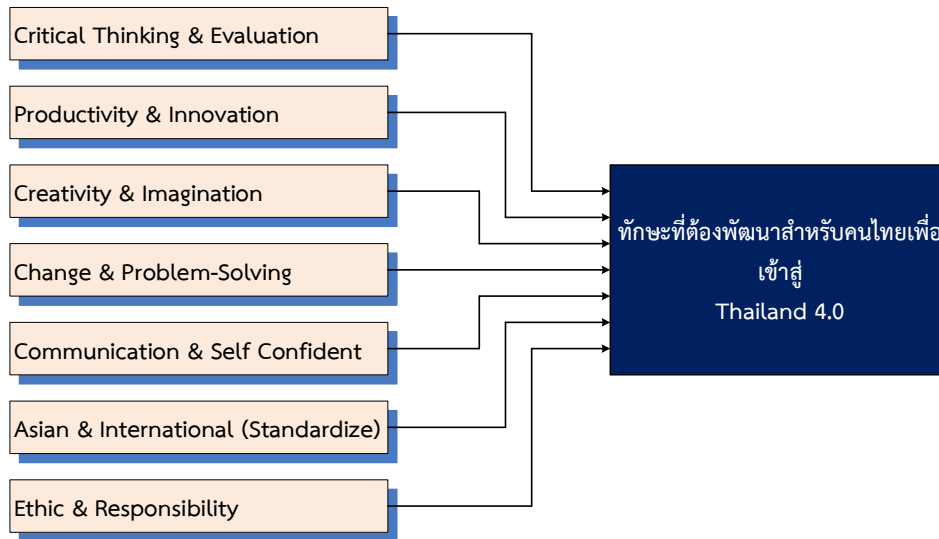 Critical Thinking & Evaluation
Productivity & Innovation
Creativity & Imagination
Change & Problem-Solving
Communication & Self Confident
Asian & International (Standardize)
Ethic & Responsibility
ทักษะที่ต้องพัฒนาสำหรับคนไทยเพื่อ
เข้าสู่
Thailand 4.0